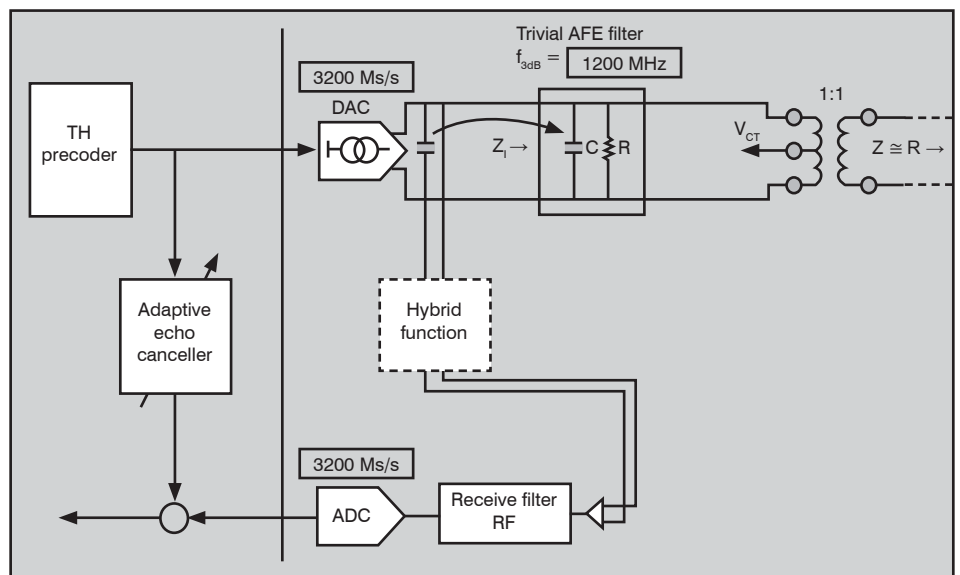 Trivial AFE filter
f3dB = 1200 MHz
3200 Ms/s
DAC
1:1
TH
precoder
VCT
ZI →
C
R
Z ≅ R →
Adaptive
echo
canceller
Hybrid
function
3200 Ms/s
ADC
Receive filter
RF